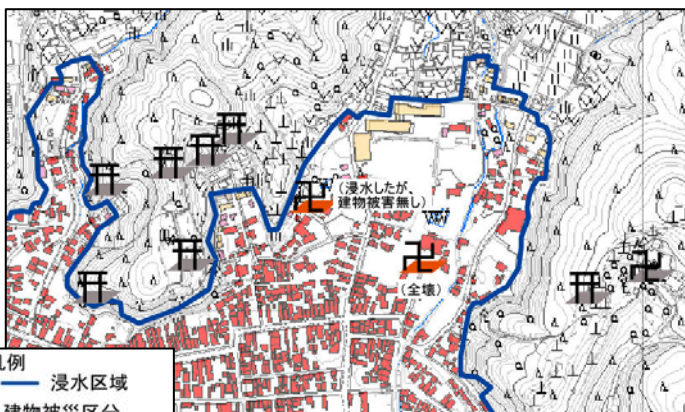 (浸水したが、
建物被害無し)
(全壊)
凡例
浸水区域
建物被災区分